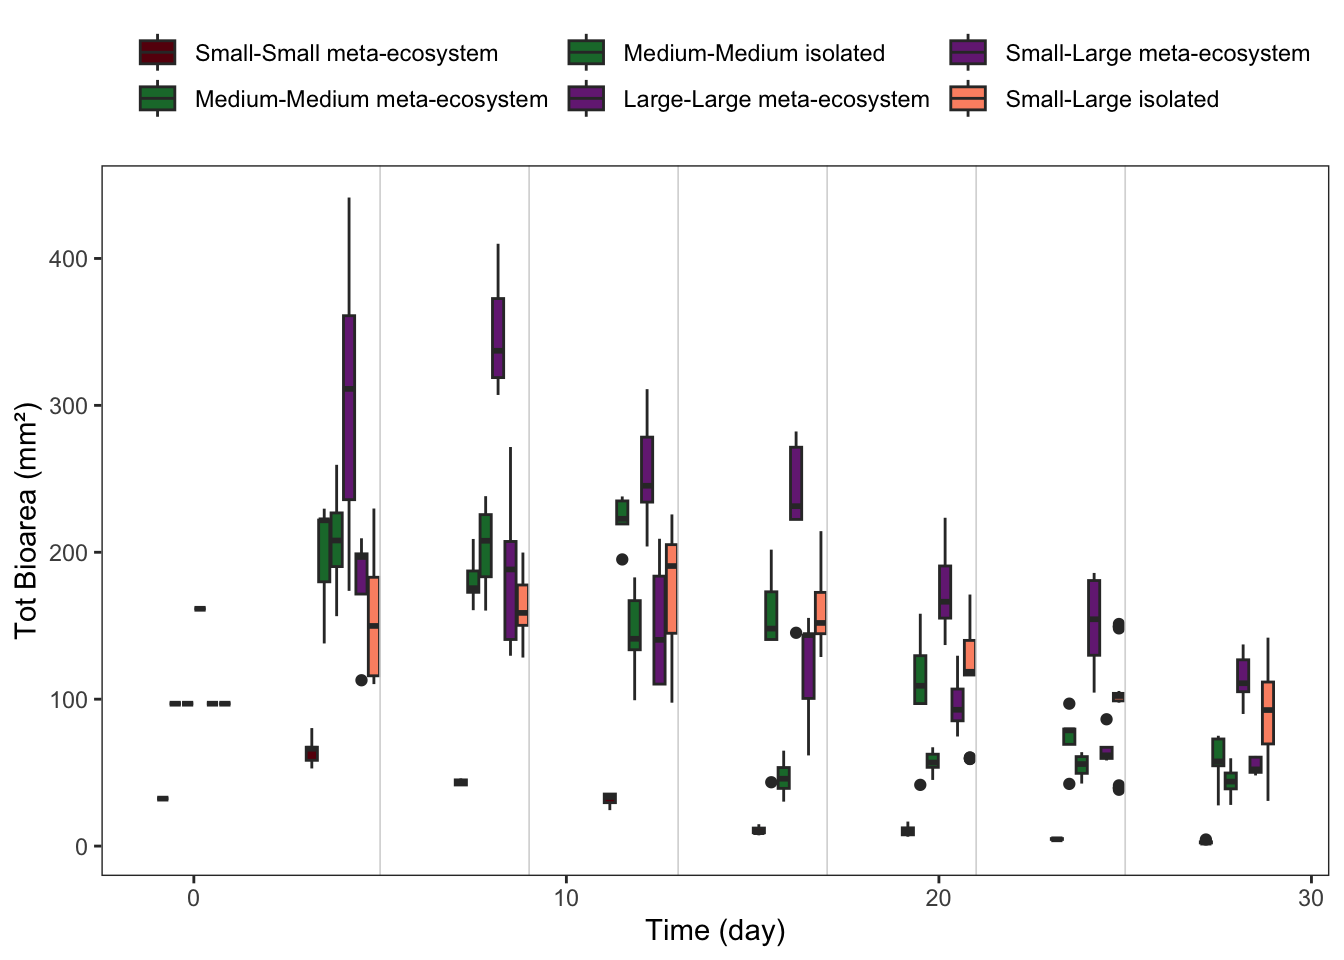 Small-Small meta-ecosystem Medium-Medium isolated Small-Large meta-ecosystem
Medium-Medium meta-ecosystem Large-Large meta-ecosystem Small-Large isolated
400
300
200
100
0
Tot Bioarea (mm²)
0 10 20 30
Time (day)